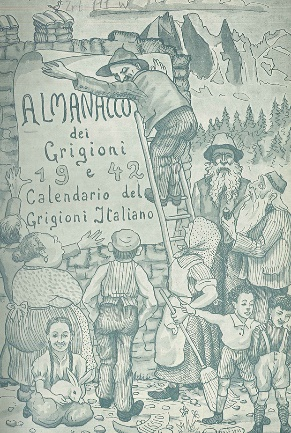 ALMANACCO
dei
Grigioni
19 e 42
Calendario del
Grigioni Italiano